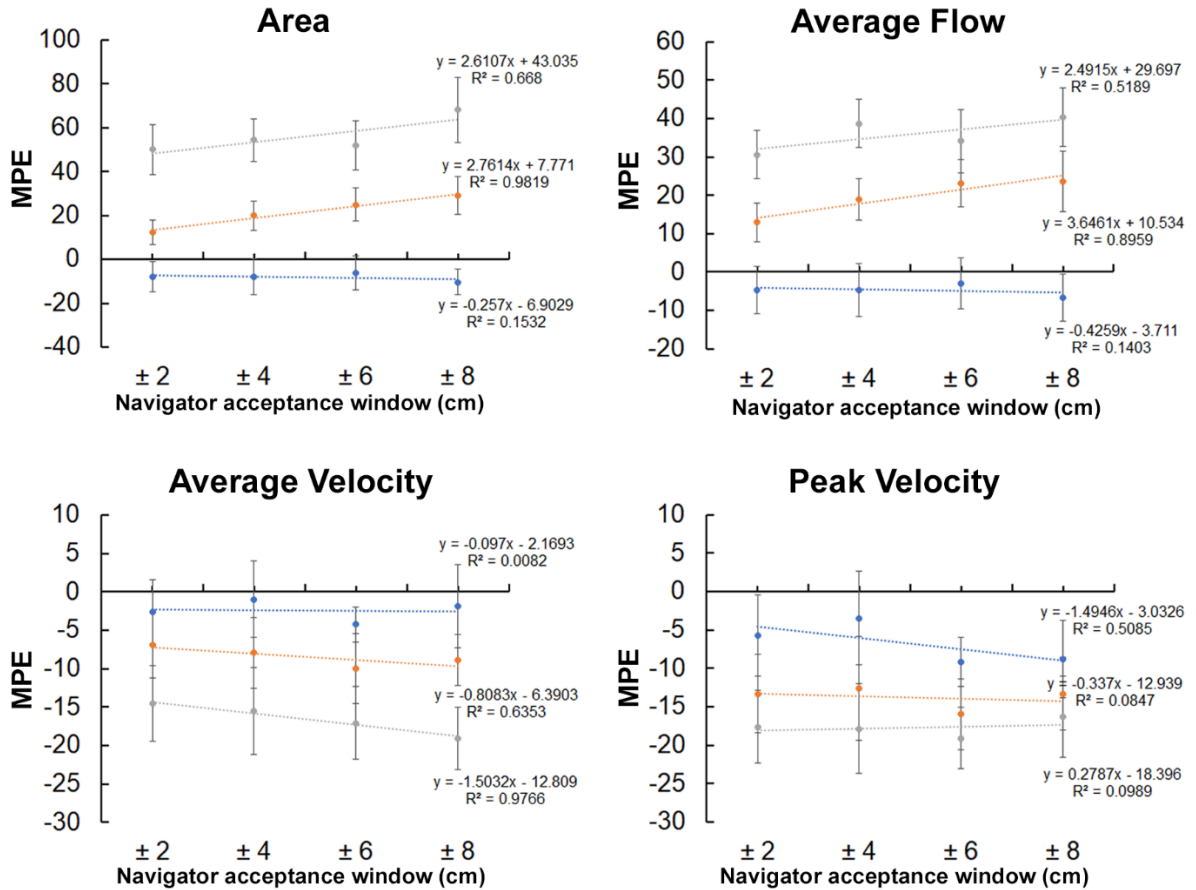 Area
100
80
60
40
20
0
-20
-40
MPE
y = 2.6107x + 43.035
R² = 0.668
y = 2.7614x + 7.771
R² = 0.9819
y = -0.257x - 6.9029
R² = 0.1532
± 2 ± 4 ± 6 ± 8
Navigator acceptance window (cm)
Average Flow
60
50
40
30
20
10
0
-10
-20
MPE
y = 2.4915x + 29.697
R² = 0.5189
y = 3.6461x + 10.534
R² = 0.8959
y = -0.4259x - 3.711
R² = 0.1403
± 2 ± 4 ± 6 ± 8
Navigator acceptance window (cm)
Average Velocity
10
5
0
-5
-10
-15
-20
-25
-30
MPE
y = -0.097x - 2.1693
R² = 0.0082
y = -0.8083x - 6.3903
R² = 0.6353
y = -1.5032x - 12.809
R² = 0.9766
± 2 ± 4 ± 6 ± 8
Navigator acceptance window (cm)
Peak Velocity
10
5
0
-5
-10
-15
-20
-25
-30
MPE
y = -1.4946x - 3.0326
R² = 0.5085
y = -0.337x - 12.939
R² = 0.0847
y = 0.2787x - 18.396
R² = 0.0989
± 2 ± 4 ± 6 ± 8
Navigator acceptance window (cm)